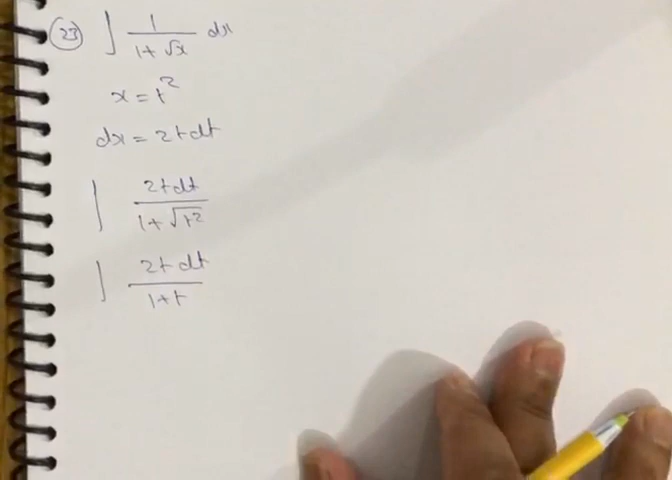 23 ∫ 1/(1+√x) dx
x = t²
dx = 2t dt
∫ 2t dt/(1+√t²)
∫ 2t dt/(1+t)